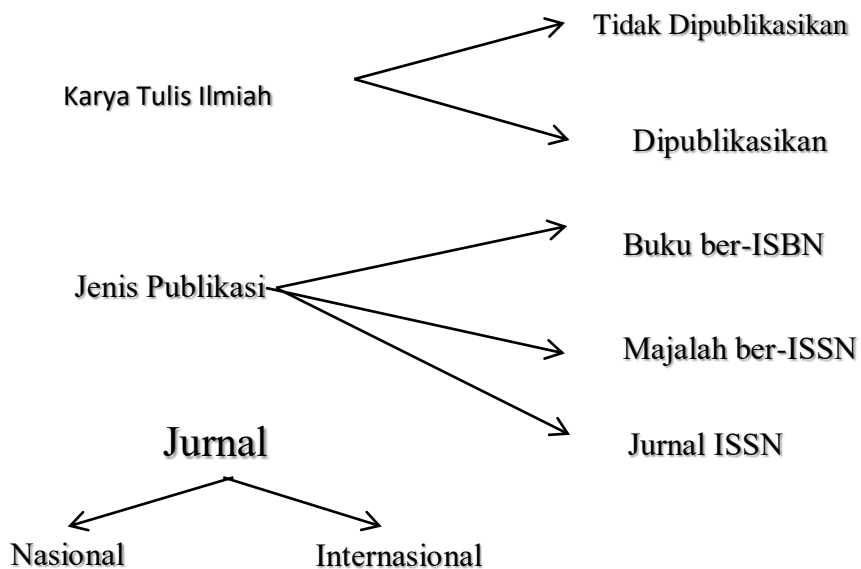 Tidak Dipublikasikan
Karya Tulis Ilmiah
Dipublikasikan
Buku ber-ISBN
Jenis Publikasi
Majalah ber-ISSN
Jurnal ISSN
Jurnal
Nasional
Internasional